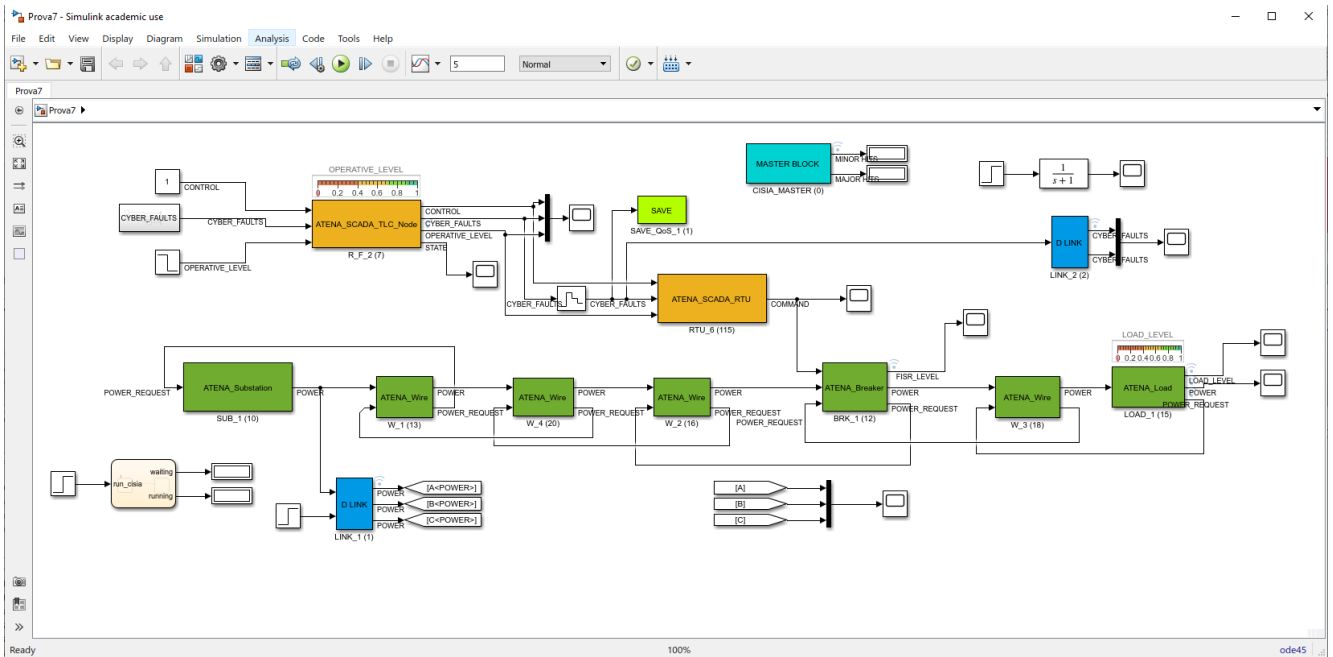 Prova7 - Simulink academic use
File Edit View Display Diagram Simulation Analysis Code Tools Help
5 Normal
Prova7
Prova7
OPERATIVE_LEVEL
0 0.2 0.4 0.6 0.8 1
1
CONTROL
CYBER_FAULTS
CYBER_FAULTS
OPERATIVE_LEVEL
ATENA_SCADA_TLC_Node
R_F_2 (7)
CONTROL
CYBER_FAULTS
OPERATIVE_LEVEL
STATE
SAVE
SAVE_QoS_1 (1)
MASTER BLOCK
MINOR HITS
MAJOR HITS
CISIA_MASTER (0)
1
s+1
D LINK
CYBER_FAULTS
CYBER_FAULTS
LINK_2 (2)
CYBER_FAULTS
CYBER_FAULTS
ATENA_SCADA_RTU
COMMAND
RTU_6 (115)
LOAD_LEVEL
0 0.2 0.4 0.6 0.8 1
POWER_REQUEST
ATENA_Substation
POWER
SUB_1 (10)
ATENA_Wire
POWER
POWER_REQUEST
W_1 (13)
ATENA_Wire
POWER
POWER_REQUEST
W_4 (20)
ATENA_Wire
POWER
POWER_REQUEST
W_2 (16)
POWER_REQUEST
ATENA_Breaker
FISR_LEVEL
POWER
POWER_REQUEST
BRK_1 (12)
ATENA_Wire
POWER
POWER_REQUEST
W_3 (18)
ATENA_Load
LOAD_LEVEL
POWER
POWER_REQUEST
LOAD_1 (15)
run_cisia
waiting
running
D LINK
POWER
POWER
POWER
LINK_1 (1)
[A<POWER>]
[B<POWER>]
[C<POWER>]
[A]
[B]
[C]
Ready 100% ode45